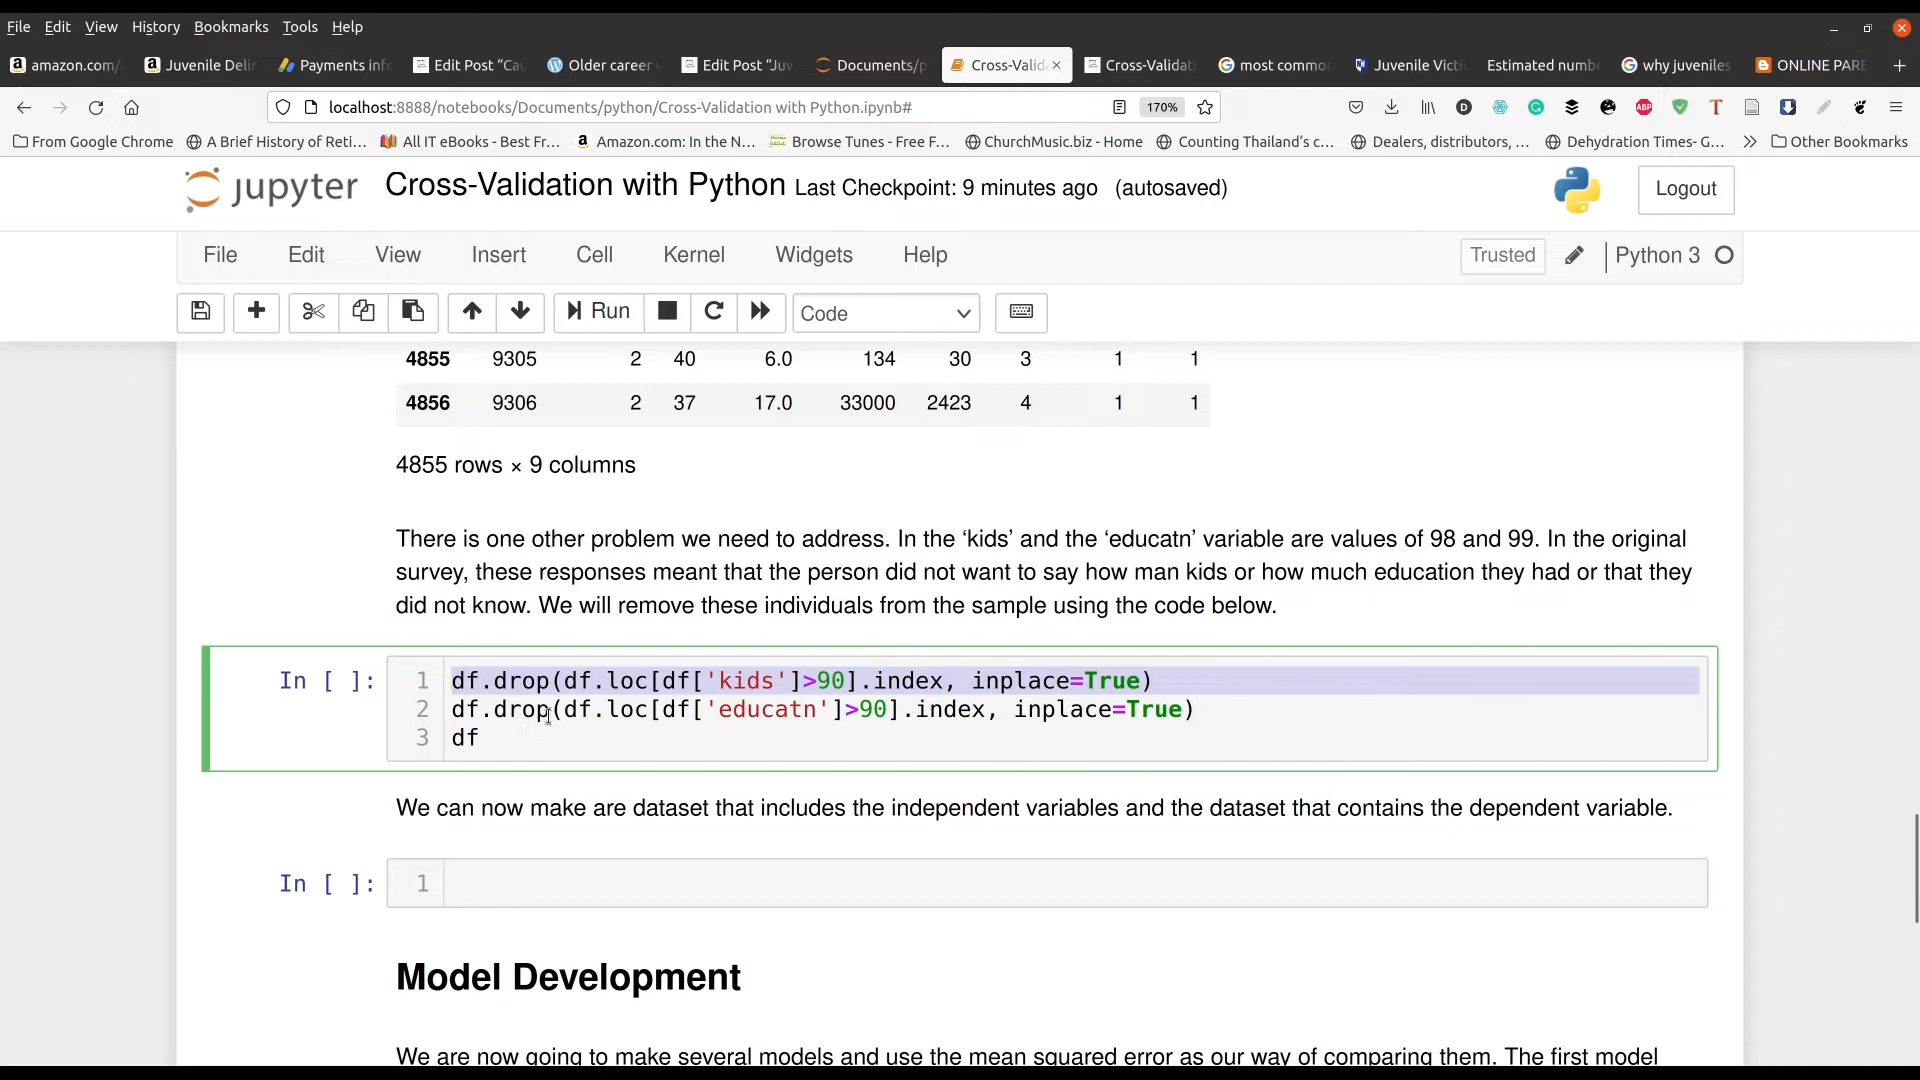 File Edit View History Bookmarks Tools Help
amazon.com/ Juvenile Deli Payments inf Edit Post “Ca Older career Edit Post “Juv Documents/p Cross-Valid Cross-Validat most commo Juvenile Victi Estimated numb why juveniles ONLINE PARE
localhost:8888/notebooks/Documents/python/Cross-Validation with Python.ipynb# 170%
From Google Chrome A Brief History of Reti... All IT eBooks - Best Fr... Amazon.com: In the N... Browse Tunes - Free F... ChurchMusic.biz - Home Counting Thailand's c... Dealers, distributors, ... Dehydration Times- G... Other Bookmarks
jupyter Cross-Validation with Python Last Checkpoint: 9 minutes ago (autosaved) Logout
File Edit View Insert Cell Kernel Widgets Help Trusted Python 3
Run Code
4855 9305 2 40 6.0 134 30 3 1 1
4856 9306 2 37 17.0 33000 2423 4 1 1
4855 rows × 9 columns
There is one other problem we need to address. In the ‘kids’ and the ‘educatn’ variable are values of 98 and 99. In the original
survey, these responses meant that the person did not want to say how man kids or how much education they had or that they
did not know. We will remove these individuals from the sample using the code below.
In [ ]: 1 df.drop(df.loc[df['kids']>90].index, inplace=True)
2 df.drop(df.loc[df['educatn']>90].index, inplace=True)
3 df
We can now make are dataset that includes the independent variables and the dataset that contains the dependent variable.
In [ ]: 1
Model Development
We are now going to make several models and use the mean squared error as our way of comparing them. The first model